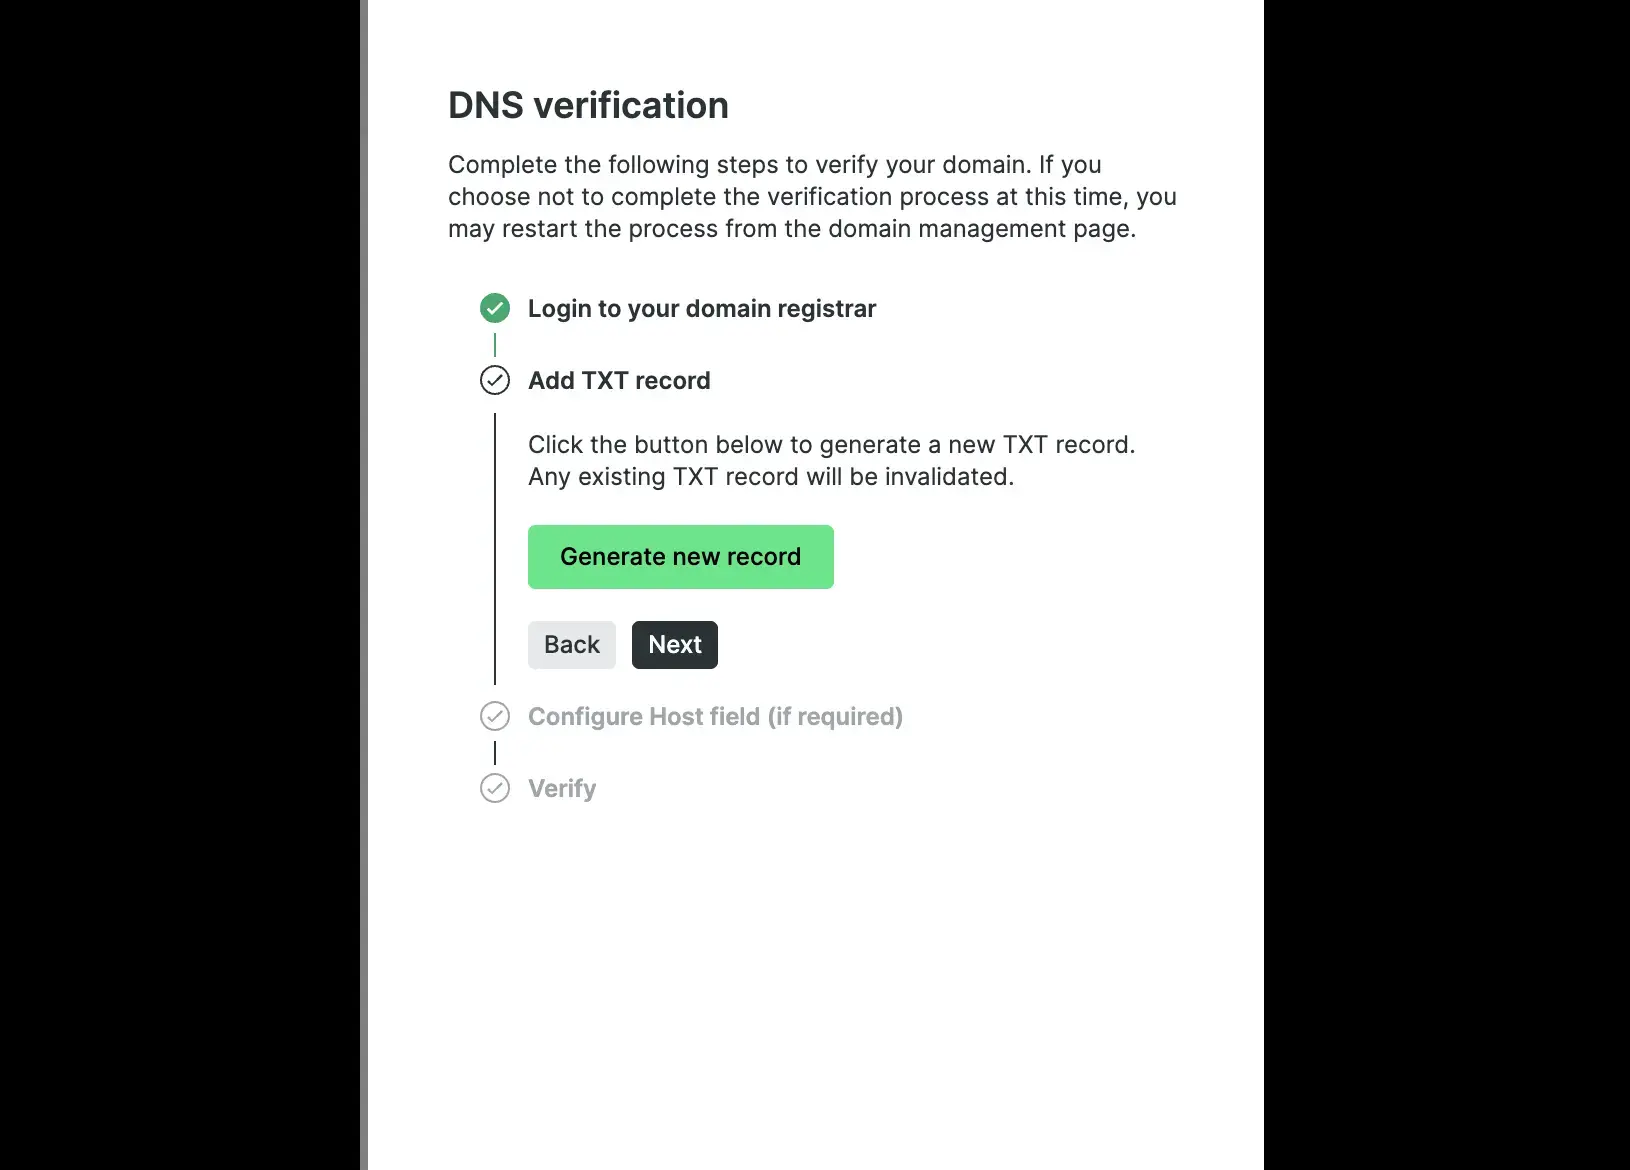 DNS verification
Complete the following steps to verify your domain. If you
choose not to complete the verification process at this time, you
may restart the process from the domain management page.
Login to your domain registrar
Add TXT record
Click the button below to generate a new TXT record.
Any existing TXT record will be invalidated.
Generate new record
Back Next
Configure Host field (if required)
Verify